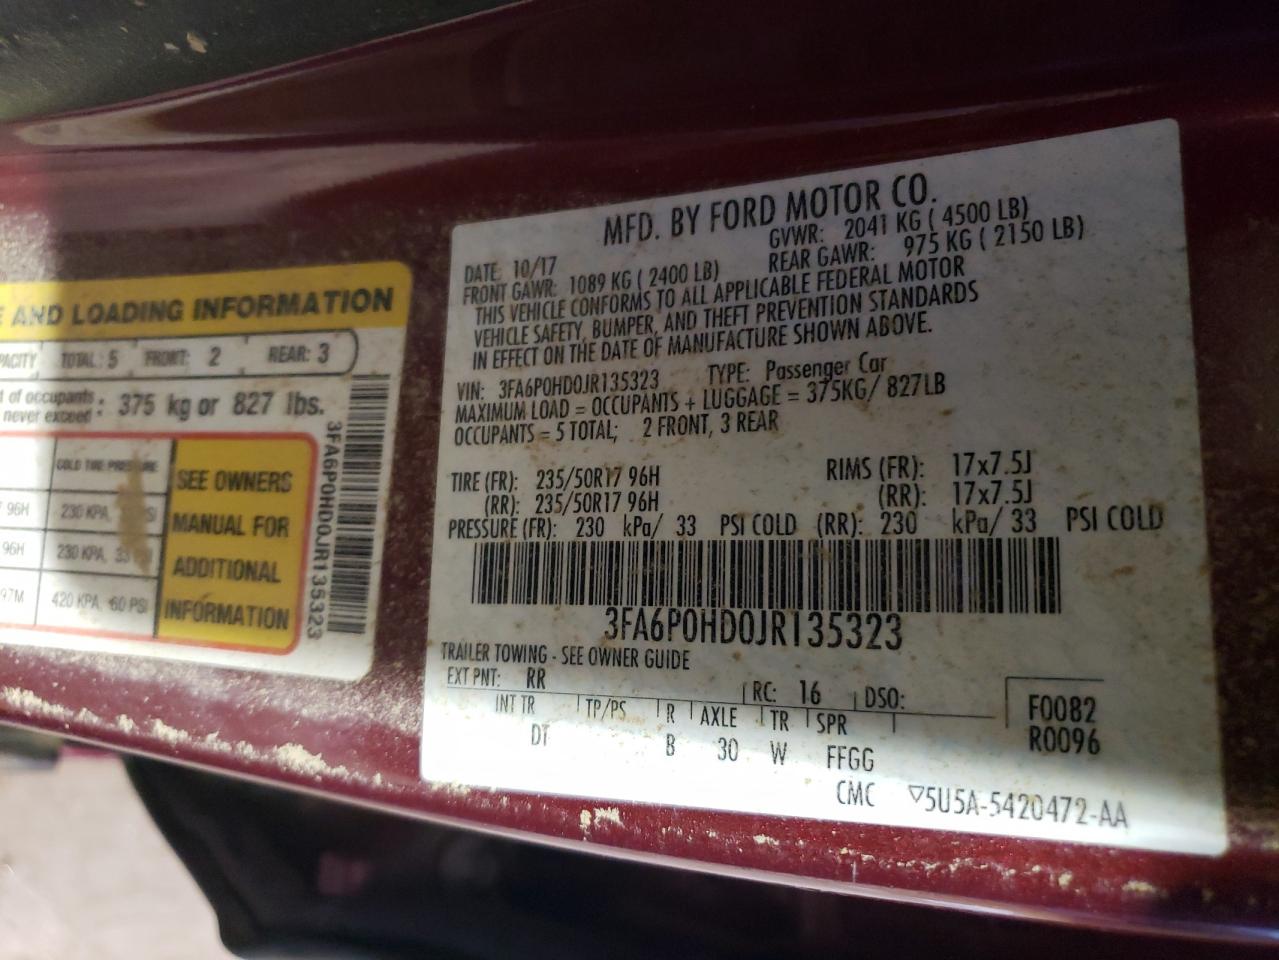 AND LOADING INFORMATION
TOTAL: 5 FRONT: 2 REAR: 3
of occupants
never exceed : 375 kg or 827 lbs.
COLD TIRE PRESSURE
96H 230 KPA,
96H 230 KPA, 33
97M 420 KPA, 60 PSI
SEE OWNERS
MANUAL FOR
ADDITIONAL
INFORMATION
3FA6P0HD0JR135323
MFD. BY FORD MOTOR CO.
DATE: 10/17 GVWR: 2041 KG ( 4500 LB)
FRONT GAWR: 1089 KG ( 2400 LB) REAR GAWR: 975 KG ( 2150 LB)
THIS VEHICLE CONFORMS TO ALL APPLICABLE FEDERAL MOTOR
VEHICLE SAFETY, BUMPER, AND THEFT PREVENTION STANDARDS
IN EFFECT ON THE DATE OF MANUFACTURE SHOWN ABOVE.
VIN: 3FA6P0HD0JR135323 TYPE: Passenger Car
MAXIMUM LOAD = OCCUPANTS + LUGGAGE = 375KG/ 827LB
OCCUPANTS = 5 TOTAL; 2 FRONT, 3 REAR
TIRE (FR): 235/50R17 96H RIMS (FR): 17x7.5J
(RR): 235/50R17 96H (RR): 17x7.5J
PRESSURE (FR): 230 kPa/ 33 PSI COLD (RR): 230 kPa/ 33 PSI COLD
3FA6P0HD0JR135323
TRAILER TOWING - SEE OWNER GUIDE
EXT PNT: RR RC: 16 DSO:
INT TR TP/PS R AXLE TR SPR
DT B 30 W FFGG
F0082
R0096
CMC ▽5U5A-5420472-AA